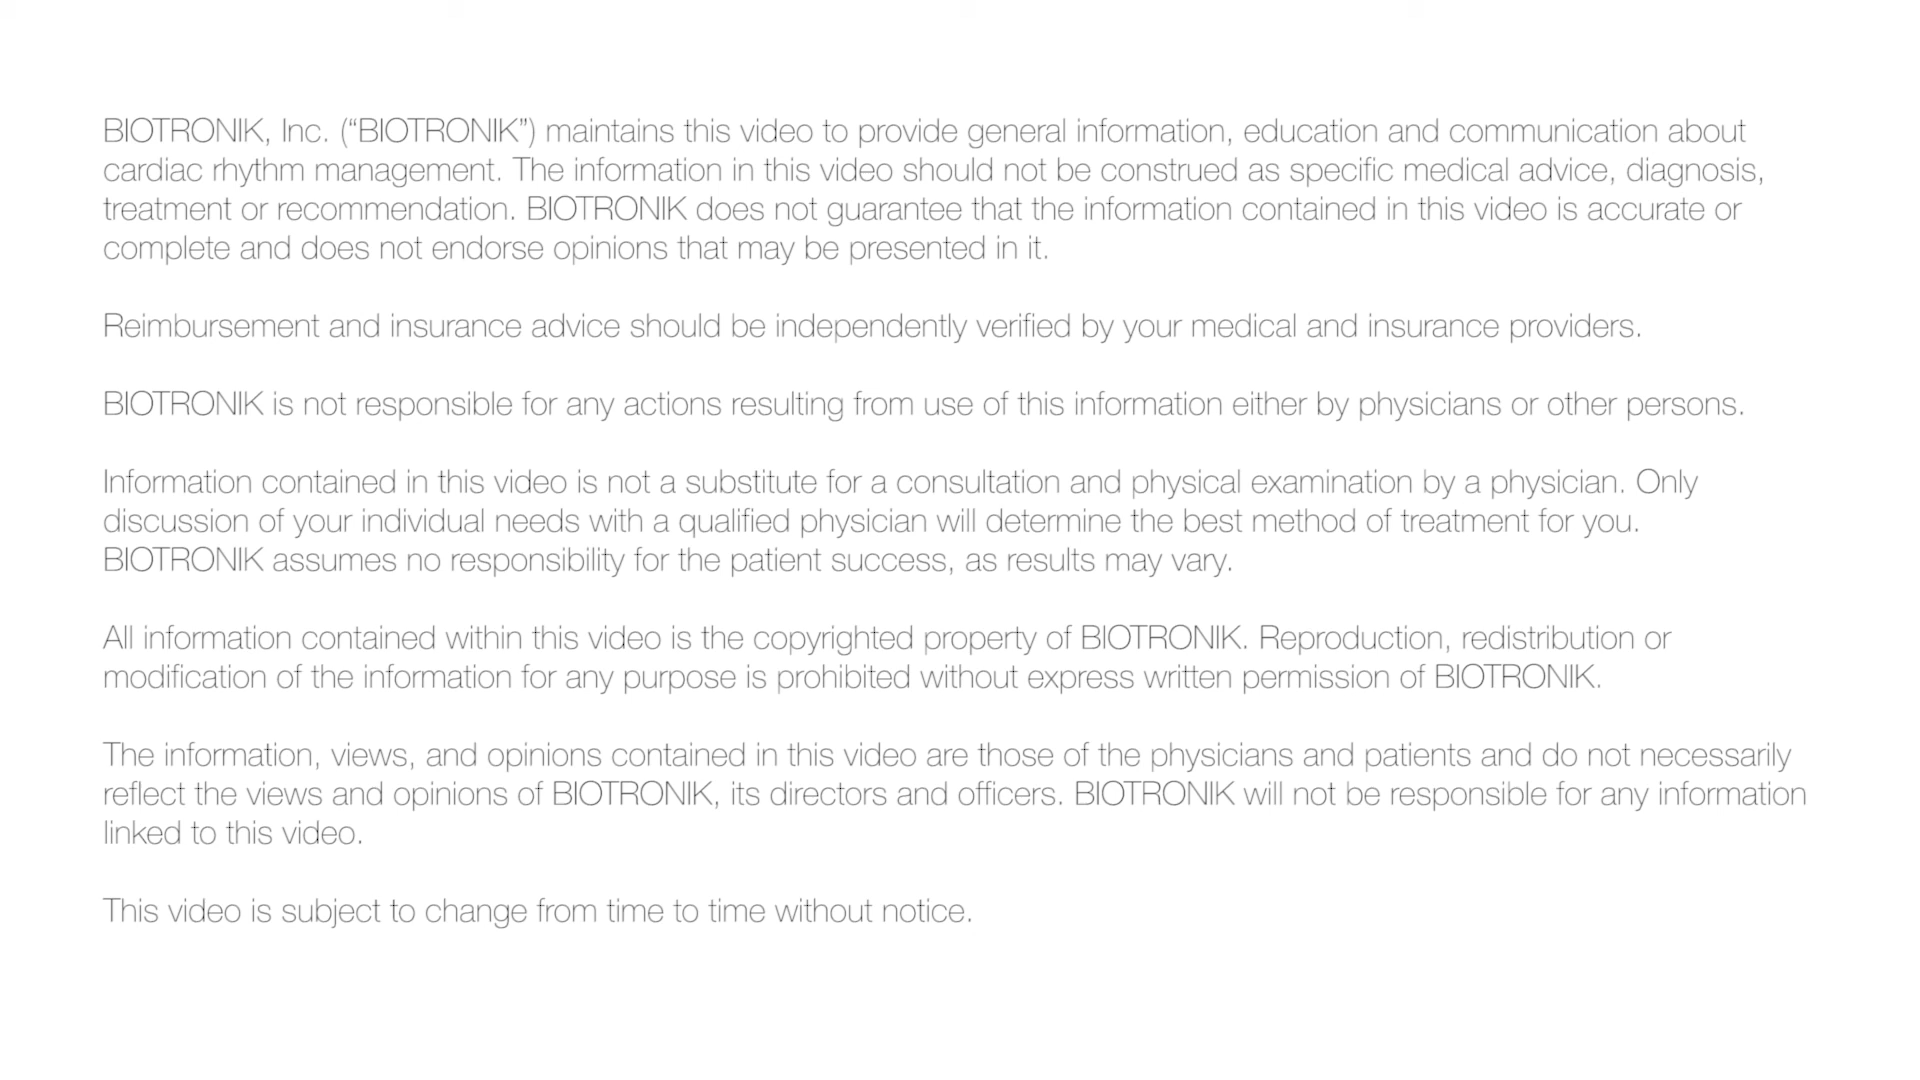 BIOTRONIK, Inc. (“BIOTRONIK”) maintains this video to provide general information, education and communication about
cardiac rhythm management. The information in this video should not be construed as specific medical advice, diagnosis,
treatment or recommendation. BIOTRONIK does not guarantee that the information contained in this video is accurate or
complete and does not endorse opinions that may be presented in it.
Reimbursement and insurance advice should be independently verified by your medical and insurance providers.
BIOTRONIK is not responsible for any actions resulting from use of this information either by physicians or other persons.
Information contained in this video is not a substitute for a consultation and physical examination by a physician. Only
discussion of your individual needs with a qualified physician will determine the best method of treatment for you.
BIOTRONIK assumes no responsibility for the patient success, as results may vary.
All information contained within this video is the copyrighted property of BIOTRONIK. Reproduction, redistribution or
modification of the information for any purpose is prohibited without express written permission of BIOTRONIK.
The information, views, and opinions contained in this video are those of the physicians and patients and do not necessarily
reflect the views and opinions of BIOTRONIK, its directors and officers. BIOTRONIK will not be responsible for any information
linked to this video.
This video is subject to change from time to time without notice.